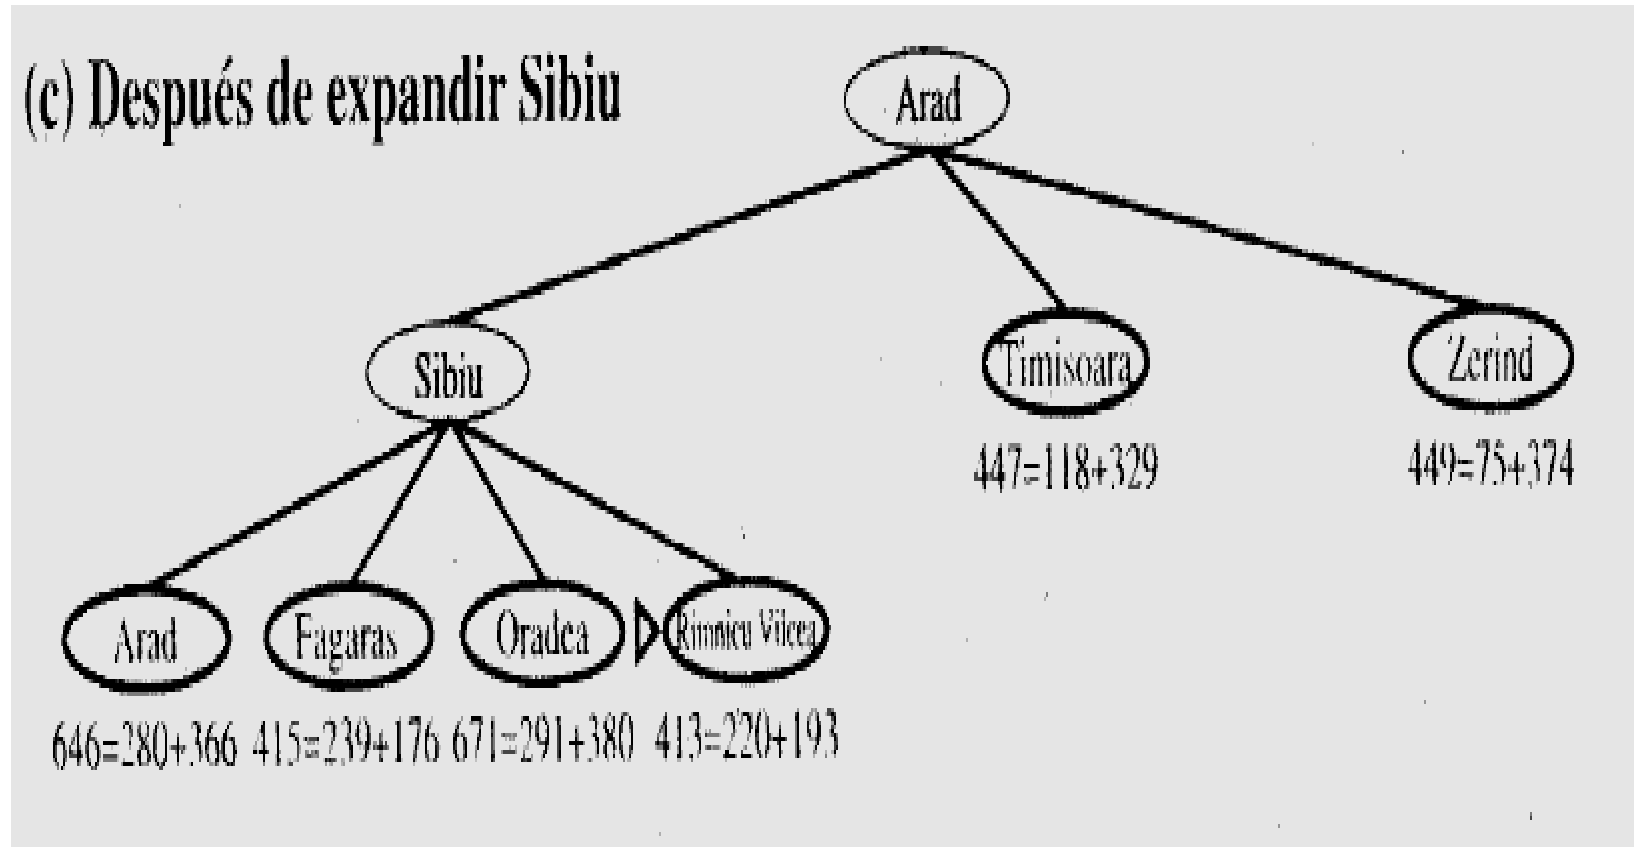 (c) Después de expandir Sibiu
Arad
Sibiu
Timisoara
Zerind
447=118+329
449=75+374
Arad
Fagaras
Oradea
Rimnicu Vilcea
646=280+366 415=239+176 671=291+380 413=220+193